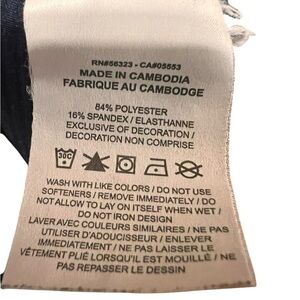 RN#56323 - CA#05553
MADE IN CAMBODIA
FABRIQUE AU CAMBODGE
84% POLYESTER
16% SPANDEX / ELASTHANNE
EXCLUSIVE OF DECORATION /
DECORATION NON COMPRISE
30C
WASH WITH LIKE COLORS / DO NOT USE
SOFTENERS / REMOVE IMMEDIATELY / DO
NOT ALLOW TO LAY ON ITSELF WHEN WET /
DO NOT IRON DESIGN
LAVER AVEC COULEURS SIMILAIRES / NE PAS
UTILISER D'ADOUCISSEUR / ENLEVER
IMMEDIATEMENT / NE PAS LAISSER LE
VÊTEMENT PLIÉ LORSQU'IL EST MOUILLÉ / NE
PAS REPASSER LE DESSIN